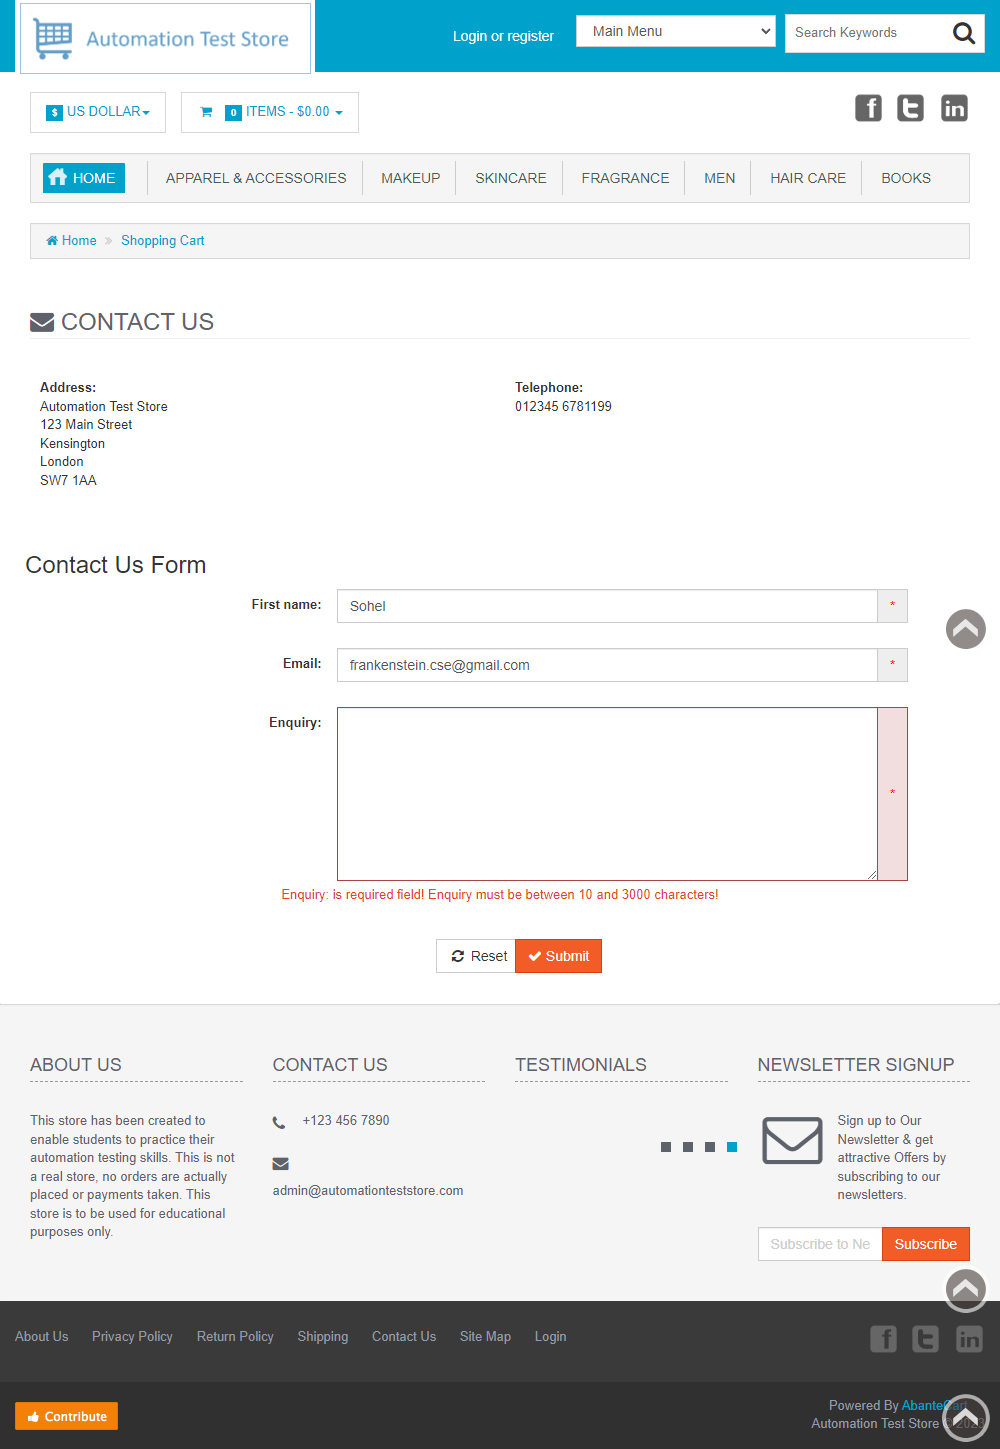 Automation Test Store
Login or register
Main Menu
Search Keywords
$ US DOLLAR
0 ITEMS - $0.00
HOME
APPAREL & ACCESSORIES
MAKEUP
SKINCARE
FRAGRANCE
MEN
HAIR CARE
BOOKS
Home » Shopping Cart
CONTACT US
Address:
Automation Test Store
123 Main Street
Kensington
London
SW7 1AA
Telephone:
012345 6781199
Contact Us Form
First name: Sohel *
Email: frankenstein.cse@gmail.com *
Enquiry: *
Enquiry: is required field! Enquiry must be between 10 and 3000 characters!
Reset
Submit
ABOUT US
This store has been created to
enable students to practice their
automation testing skills. This is not
a real store, no orders are actually
placed or payments taken. This
store is to be used for educational
purposes only.
CONTACT US
+123 456 7890
admin@automationteststore.com
TESTIMONIALS
NEWSLETTER SIGNUP
Sign up to Our
Newsletter & get
attractive Offers by
subscribing to our
newsletters.
Subscribe to Ne
Subscribe
About Us
Privacy Policy
Return Policy
Shipping
Contact Us
Site Map
Login
Contribute
Powered By AbanteCart
Automation Test Store ©